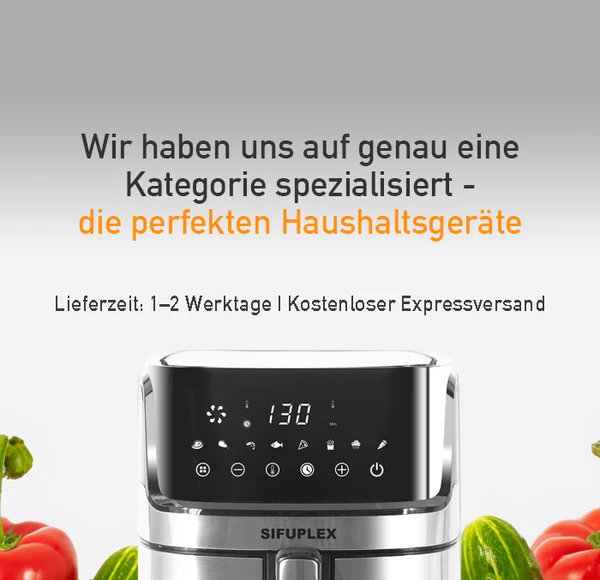 Wir haben uns auf genau eine
Kategorie spezialisiert -
die perfekten Haushaltsgeräte
Lieferzeit: 1–2 Werktage I Kostenloser Expressversand
130
Min
SIFUPLEX